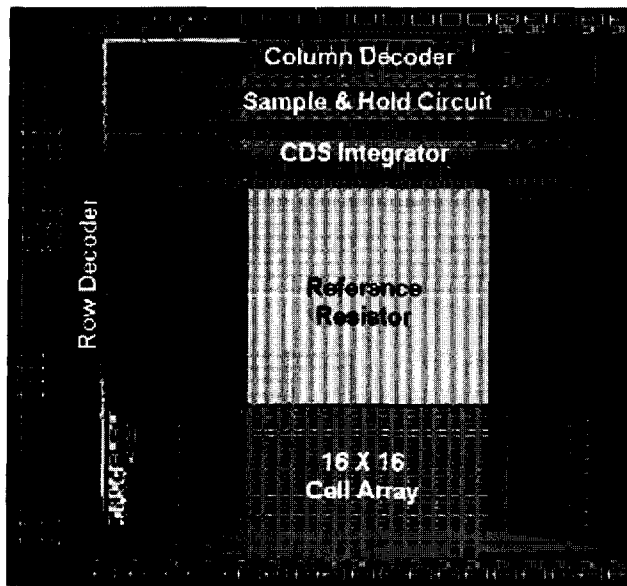 Column Decoder
Sample & Hold Circuit
CDS Integrator
Row Decoder
Reference
Resistor
16 X 16
Cell Array